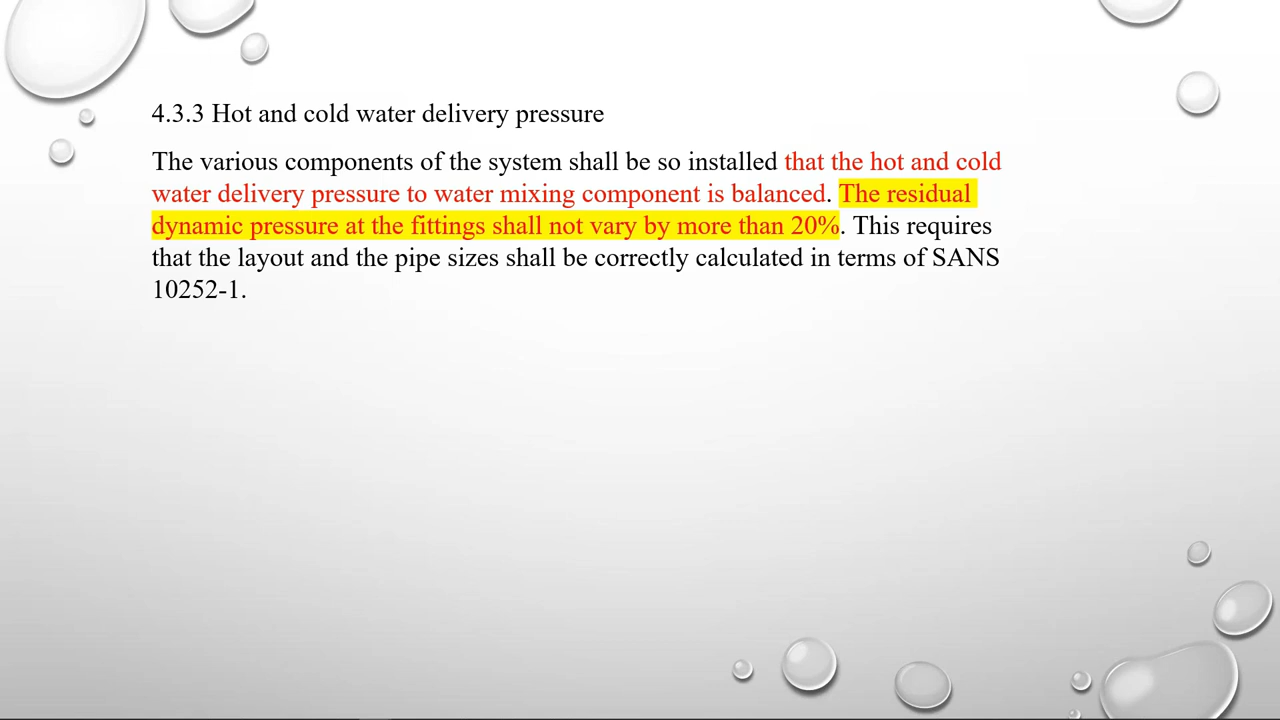 4.3.3 Hot and cold water delivery pressure
The various components of the system shall be so installed that the hot and cold
water delivery pressure to water mixing component is balanced. The residual
dynamic pressure at the fittings shall not vary by more than 20%. This requires
that the layout and the pipe sizes shall be correctly calculated in terms of SANS
10252-1.